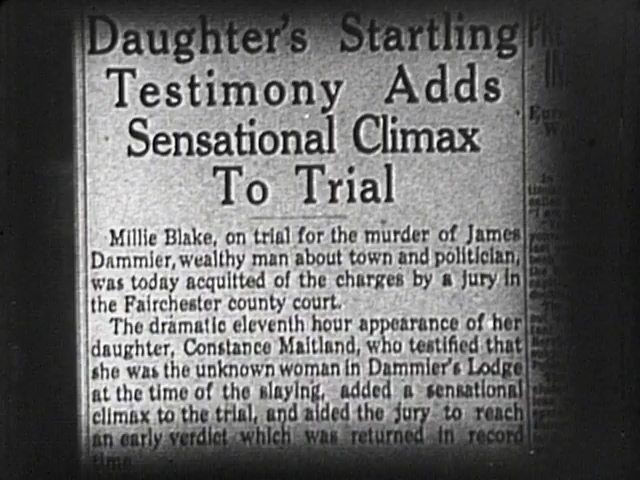 Daughter's Startling
Testimony Adds
Sensational Climax
To Trial
Millie Blake, on trial for the murder of James
Dammier, wealthy man about town and politician,
was today acquitted of the charges by a jury in
the Fairchester county court.
The dramatic eleventh hour appearance of her
daughter, Constance Maitland, who testified that
she was the unknown woman in Dammier's Lodge
at the time of the slaying, added a sensational
climax to the trial, and aided the jury to reach
an early verdict which was returned in record
time.